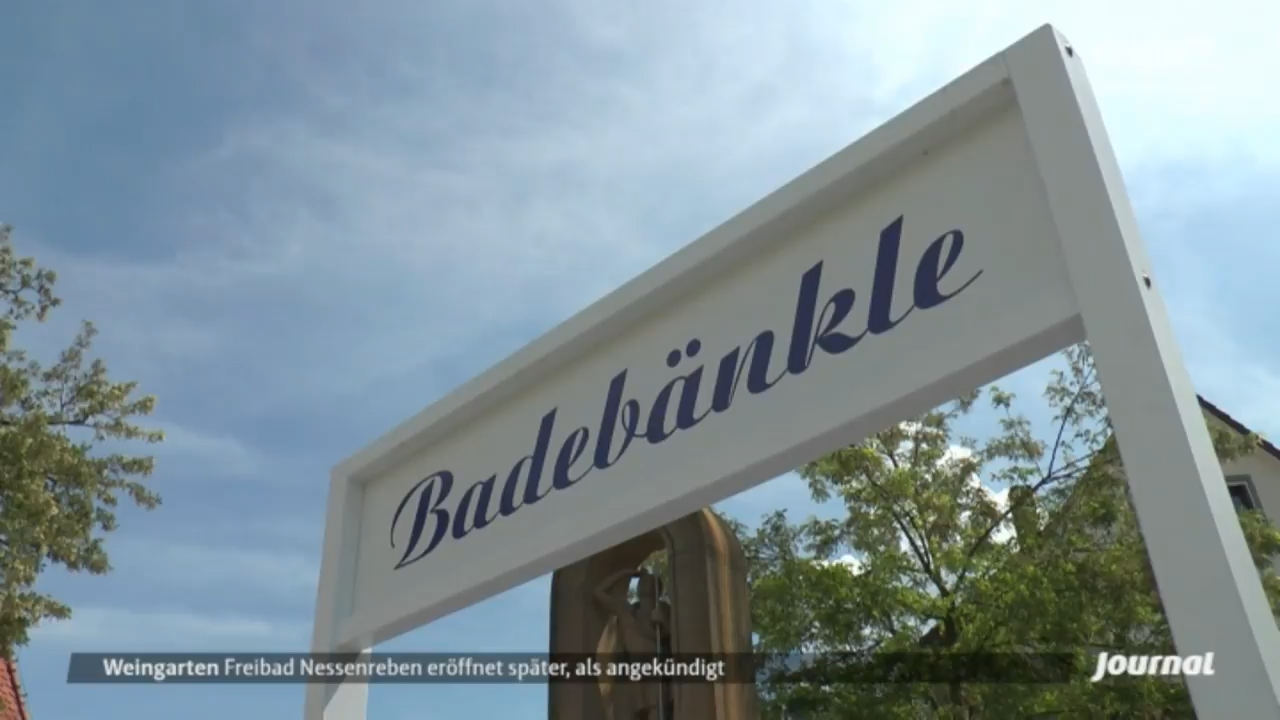 Badebänkle
Weingarten Freibad Nessenreben eröffnet später, als angekündigt
Journal